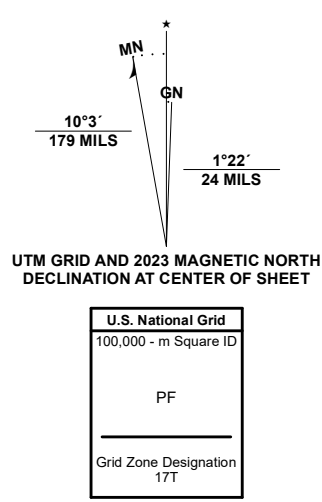 ★
MN
GN
10°3´
179 MILS
1°22´
24 MILS
UTM GRID AND 2023 MAGNETIC NORTH
DECLINATION AT CENTER OF SHEET
U.S. National Grid
100,000 - m Square ID
PF
Grid Zone Designation
17T